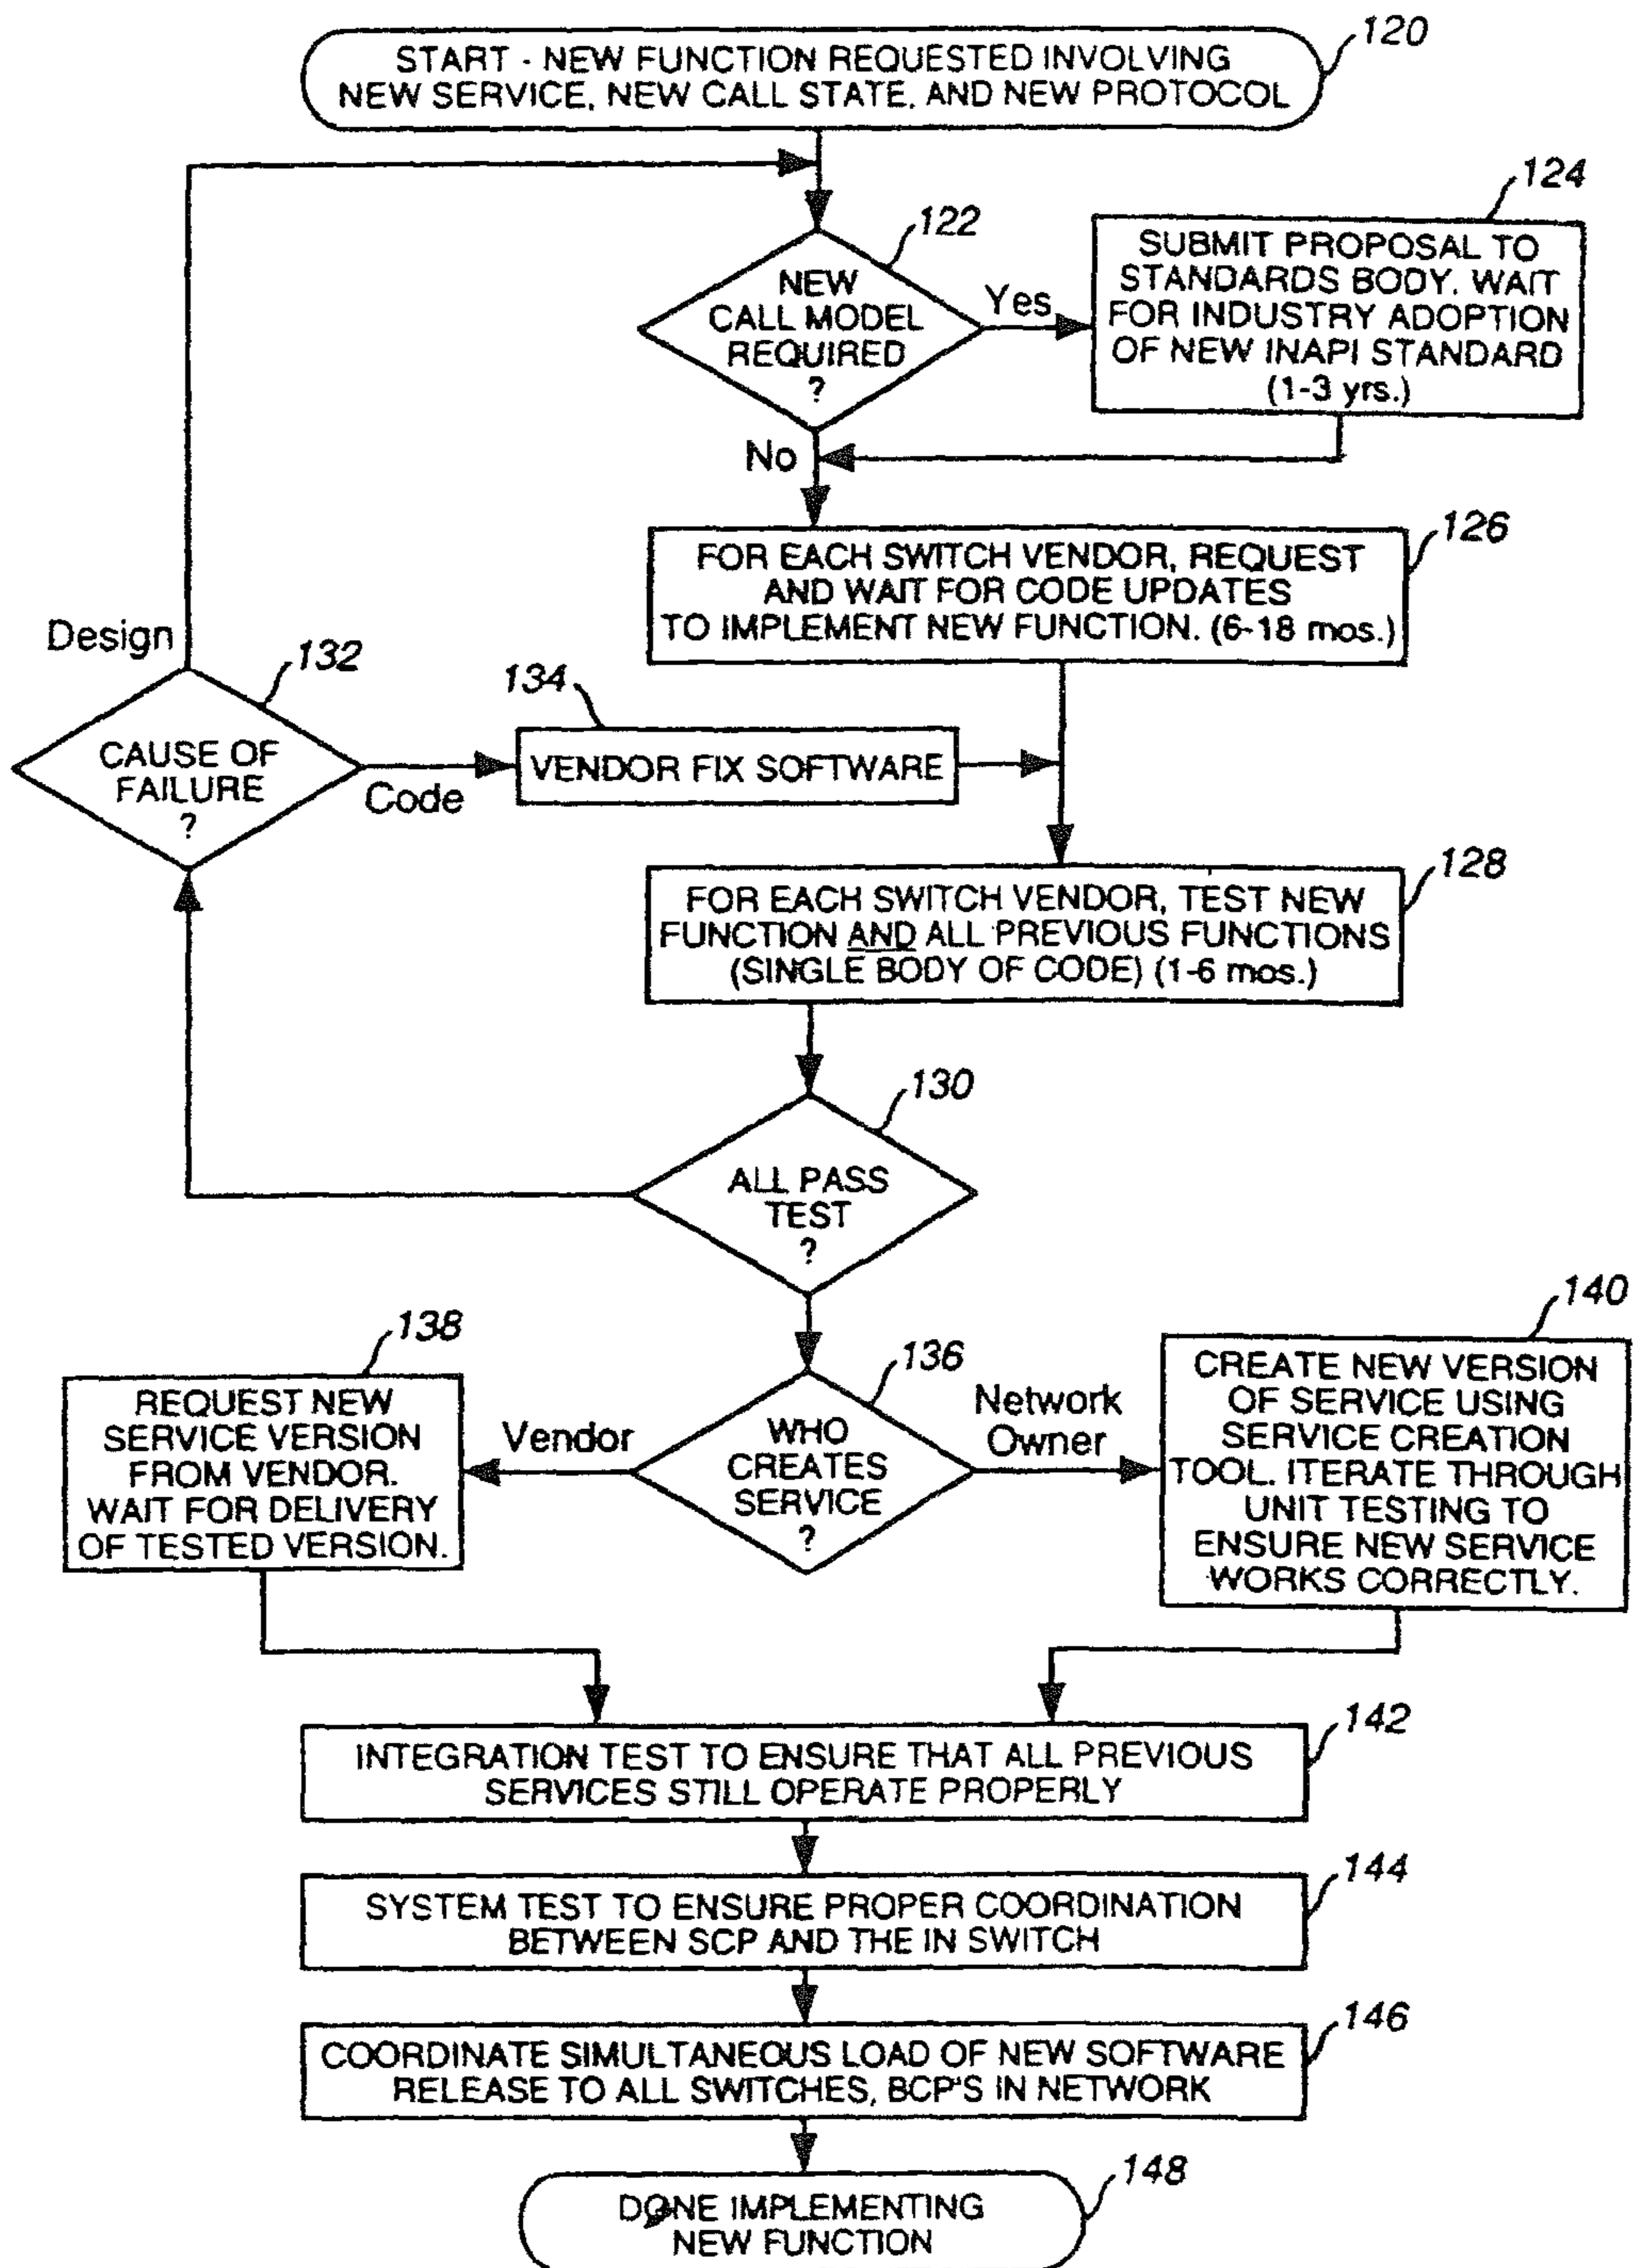 120
START - NEW FUNCTION REQUESTED INVOLVING
NEW SERVICE, NEW CALL STATE, AND NEW PROTOCOL
122
NEW
CALL MODEL
REQUIRED
?
Yes
No
124
SUBMIT PROPOSAL TO
STANDARDS BODY. WAIT
FOR INDUSTRY ADOPTION
OF NEW INAPI STANDARD
(1-3 yrs.)
126
FOR EACH SWITCH VENDOR, REQUEST
AND WAIT FOR CODE UPDATES
TO IMPLEMENT NEW FUNCTION. (6-18 mos.)
Design
132
CAUSE OF
FAILURE
?
Code
134
VENDOR FIX SOFTWARE
128
FOR EACH SWITCH VENDOR, TEST NEW
FUNCTION AND ALL PREVIOUS FUNCTIONS
(SINGLE BODY OF CODE) (1-6 mos.)
130
ALL PASS
TEST
?
136
WHO
CREATES
SERVICE
?
Vendor
Network
Owner
138
REQUEST NEW
SERVICE VERSION
FROM VENDOR.
WAIT FOR DELIVERY
OF TESTED VERSION.
140
CREATE NEW VERSION
OF SERVICE USING
SERVICE CREATION
TOOL. ITERATE THROUGH
UNIT TESTING TO
ENSURE NEW SERVICE
WORKS CORRECTLY.
142
INTEGRATION TEST TO ENSURE THAT ALL PREVIOUS
SERVICES STILL OPERATE PROPERLY
144
SYSTEM TEST TO ENSURE PROPER COORDINATION
BETWEEN SCP AND THE IN SWITCH
146
COORDINATE SIMULTANEOUS LOAD OF NEW SOFTWARE
RELEASE TO ALL SWITCHES, BCP'S IN NETWORK
148
DONE IMPLEMENTING
NEW FUNCTION